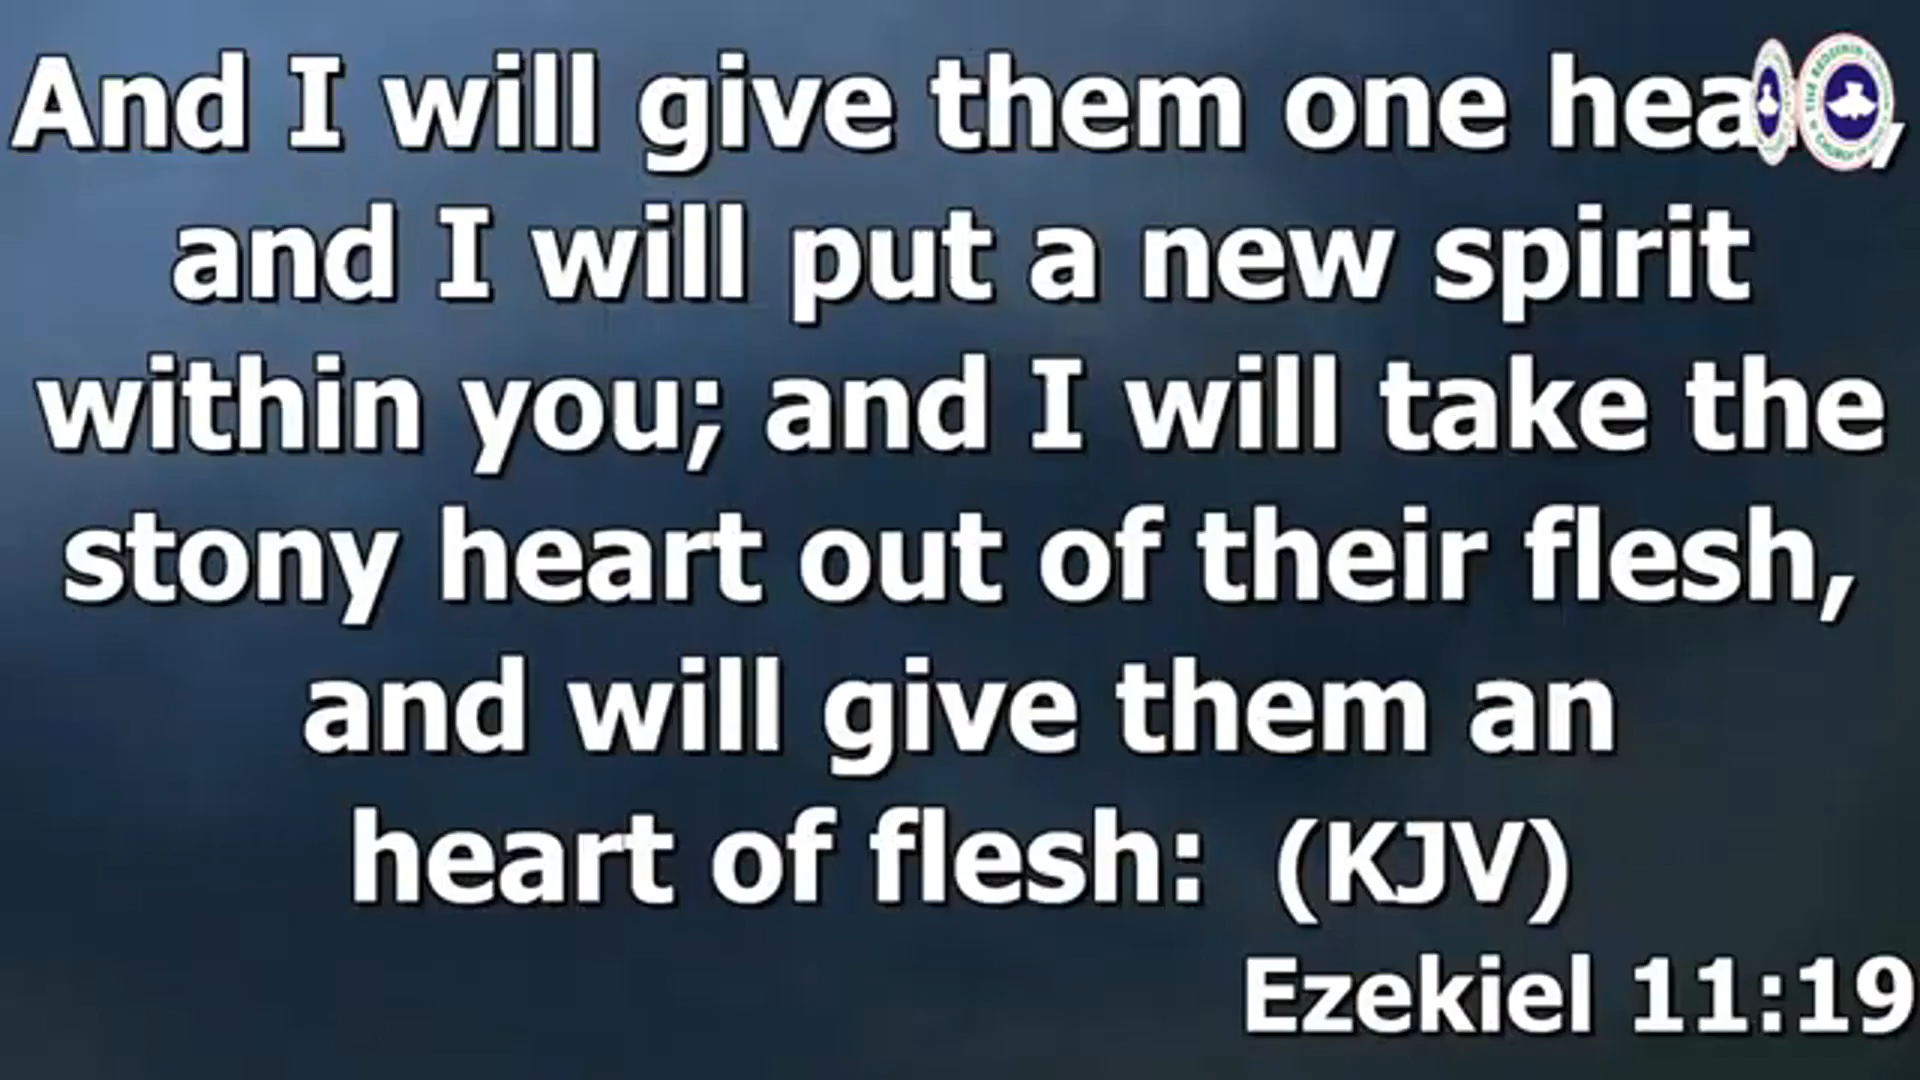 And I will give them one hea
and I will put a new spirit
within you; and I will take the
stony heart out of their flesh,
and will give them an
heart of flesh: (KJV)
Ezekiel 11:19